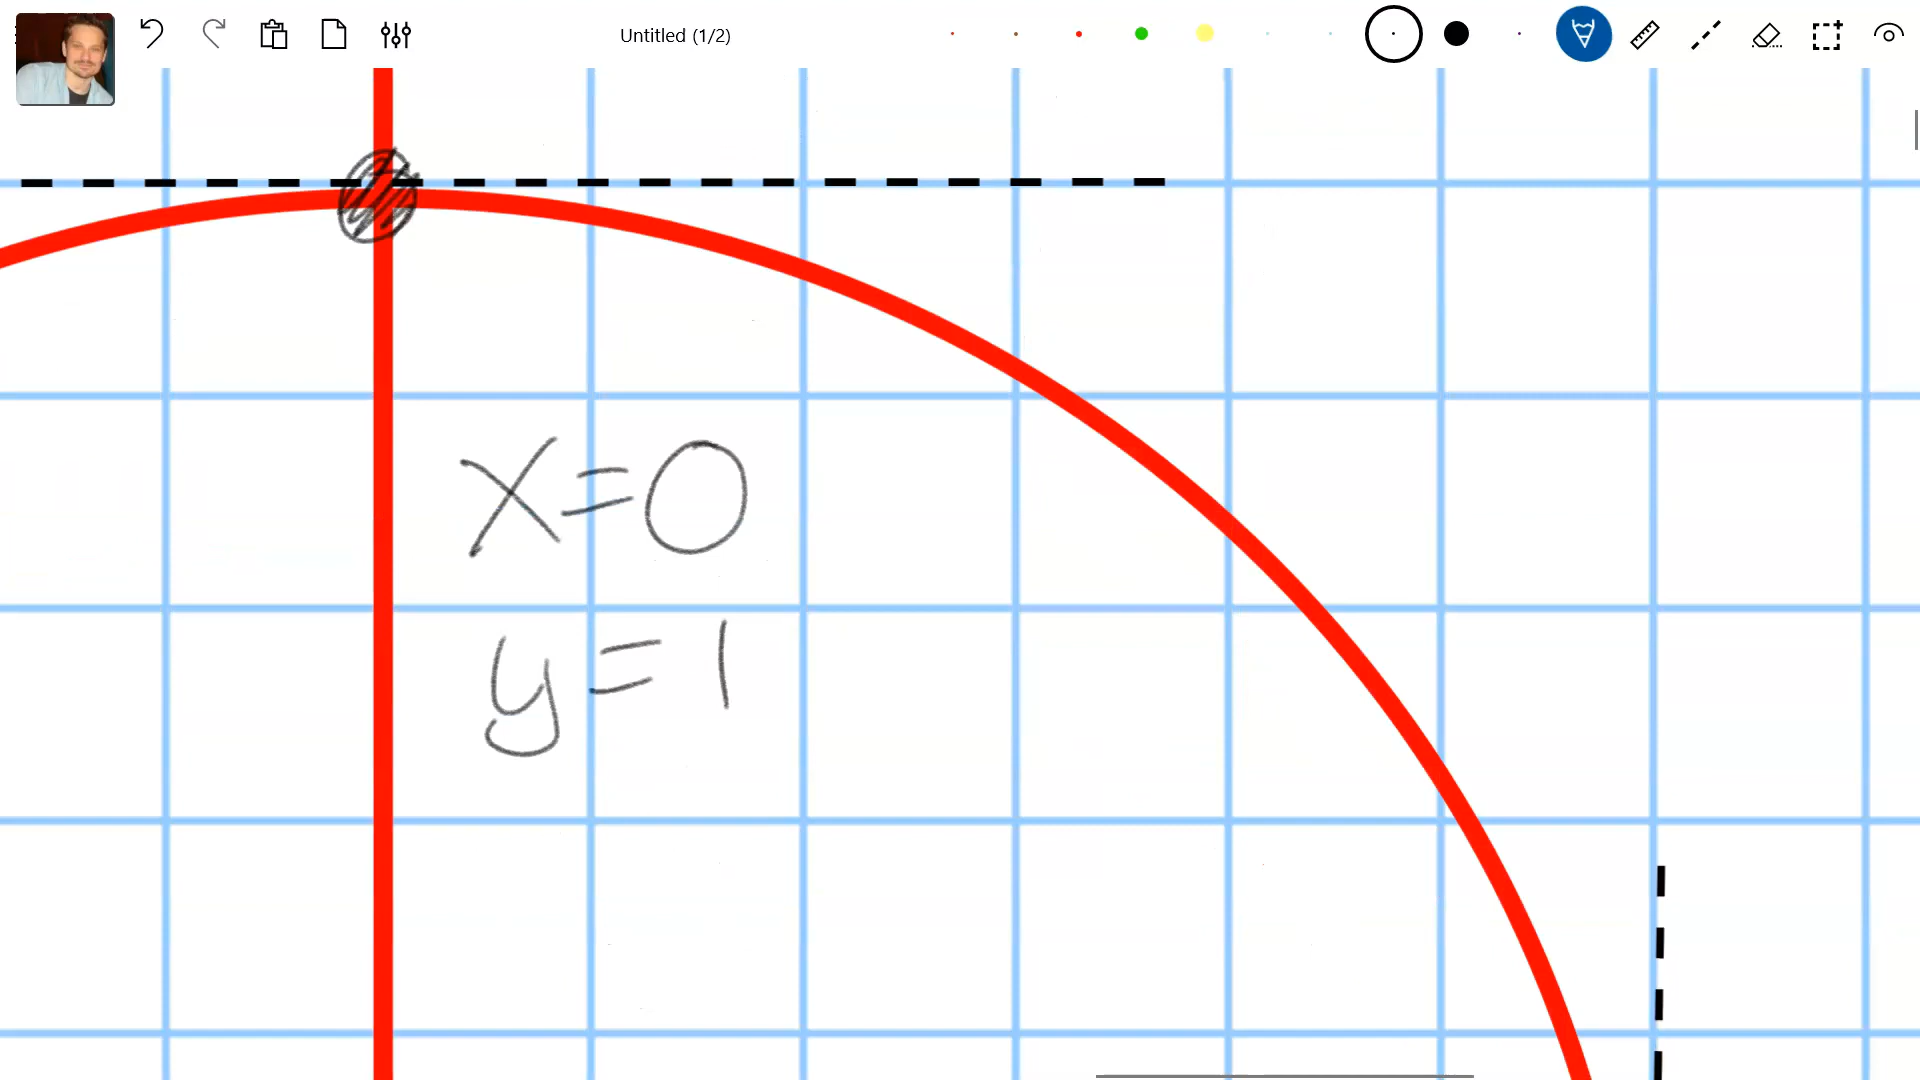 Untitled (1/2)
x=0
y=1